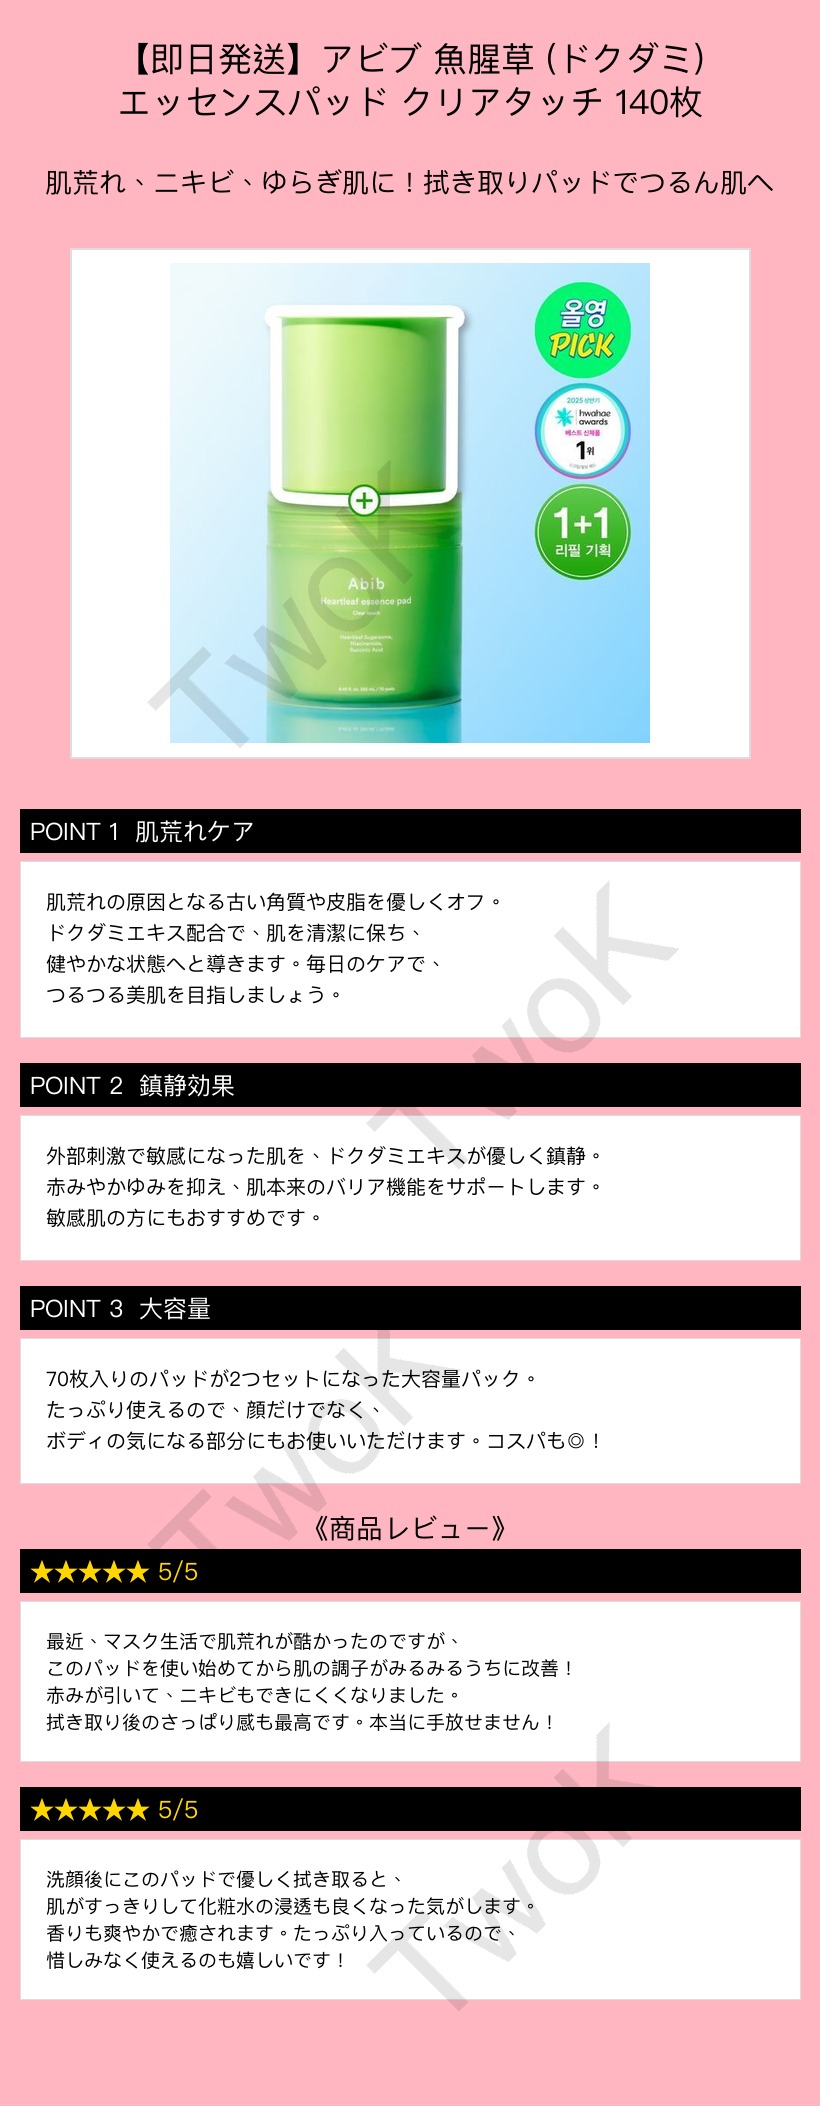 【即日発送】アビブ 魚腥草 (ドクダミ)
エッセンスパッド クリアタッチ 140枚
肌荒れ、ニキビ、ゆらぎ肌に！拭き取りパッドでつるん肌へ
올영
PICK
2025 상반기
hwahae
awards
베스트 신제품
1위
1+1
리필 기획
Abib
Heartleaf essence pad
Clear touch
Heartleaf Sugarsome,
Niacinamide,
Succinic Acid
TwoK
POINT 1 肌荒れケア
肌荒れの原因となる古い角質や皮脂を優しくオフ。
ドクダミエキス配合で、肌を清潔に保ち、
健やかな状態へと導きます。毎日のケアで、
つるつる美肌を目指しましょう。
TwoK
POINT 2 鎮静効果
外部刺激で敏感になった肌を、ドクダミエキスが優しく鎮静。
赤みやかゆみを抑え、肌本来のバリア機能をサポートします。
敏感肌の方にもおすすめです。
POINT 3 大容量
70枚入りのパッドが2つセットになった大容量パック。
たっぷり使えるので、顔だけでなく、
ボディの気になる部分にもお使いいただけます。コスパも◎！
TwoK
《商品レビュー》
★★★★★ 5/5
最近、マスク生活で肌荒れが酷かったのですが、
このパッドを使い始めてから肌の調子がみるみるうちに改善！
赤みが引いて、ニキビもできにくくなりました。
拭き取り後のさっぱり感も最高です。本当に手放せません！
★★★★★ 5/5
洗顔後にこのパッドで優しく拭き取ると、
肌がすっきりして化粧水の浸透も良くなった気がします。
香りも爽やかで癒されます。たっぷり入っているので、
惜しみなく使えるのも嬉しいです！
TwoK